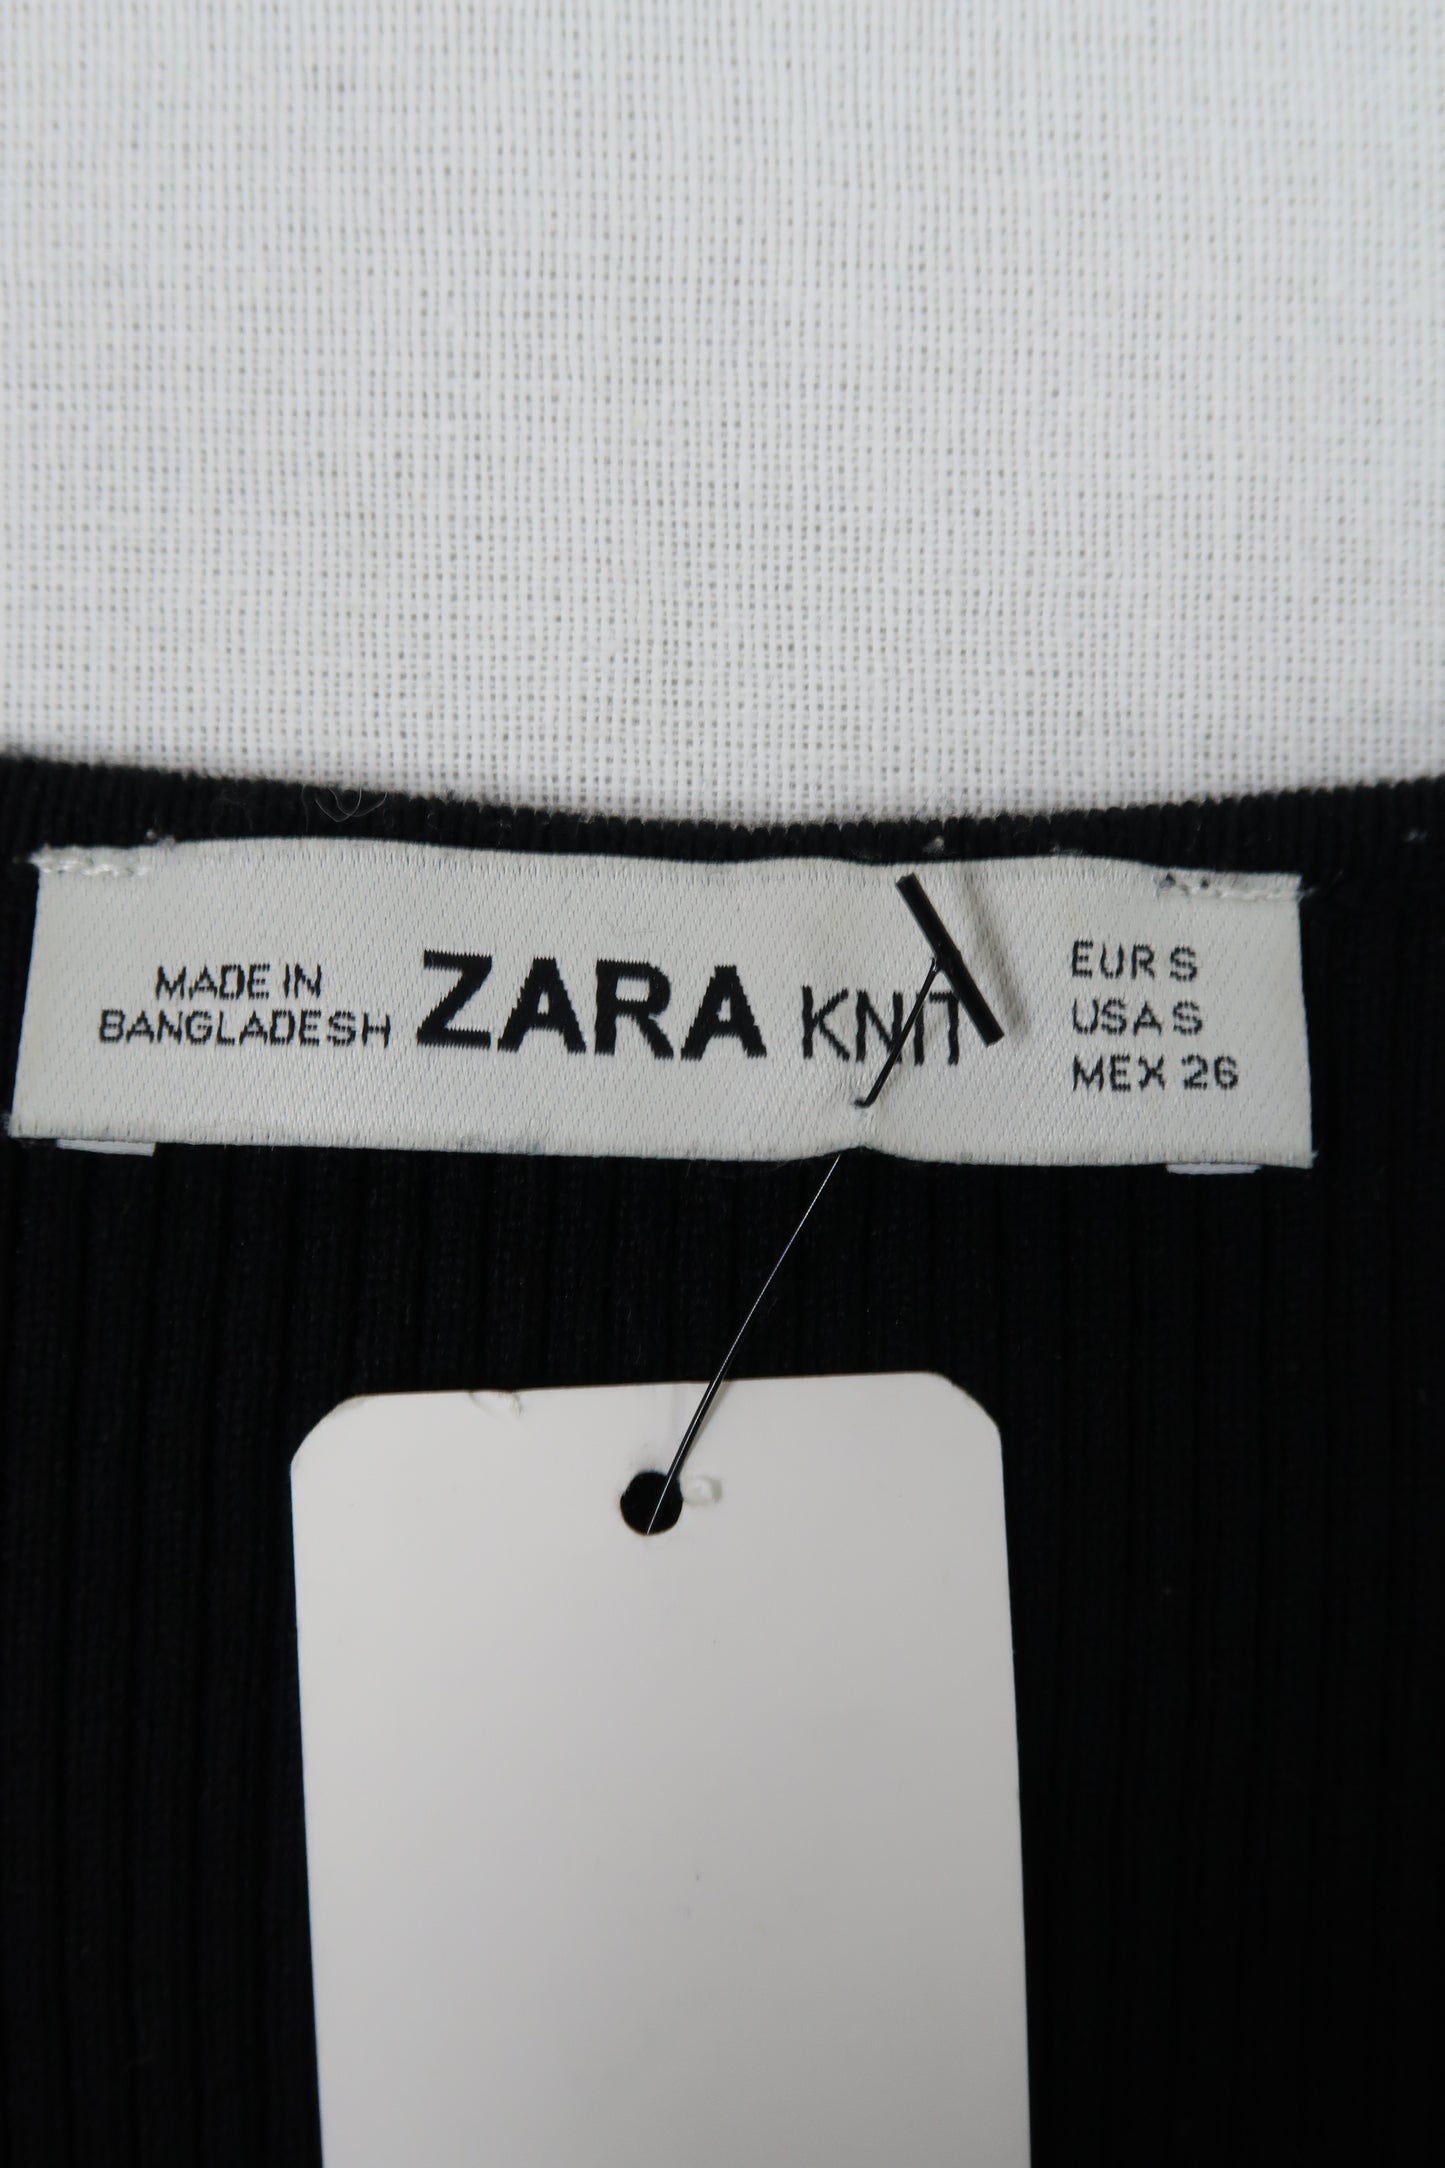 MADE IN
BANGLADESH
ZARA KNIT
EUR S
USA S
MEX 26